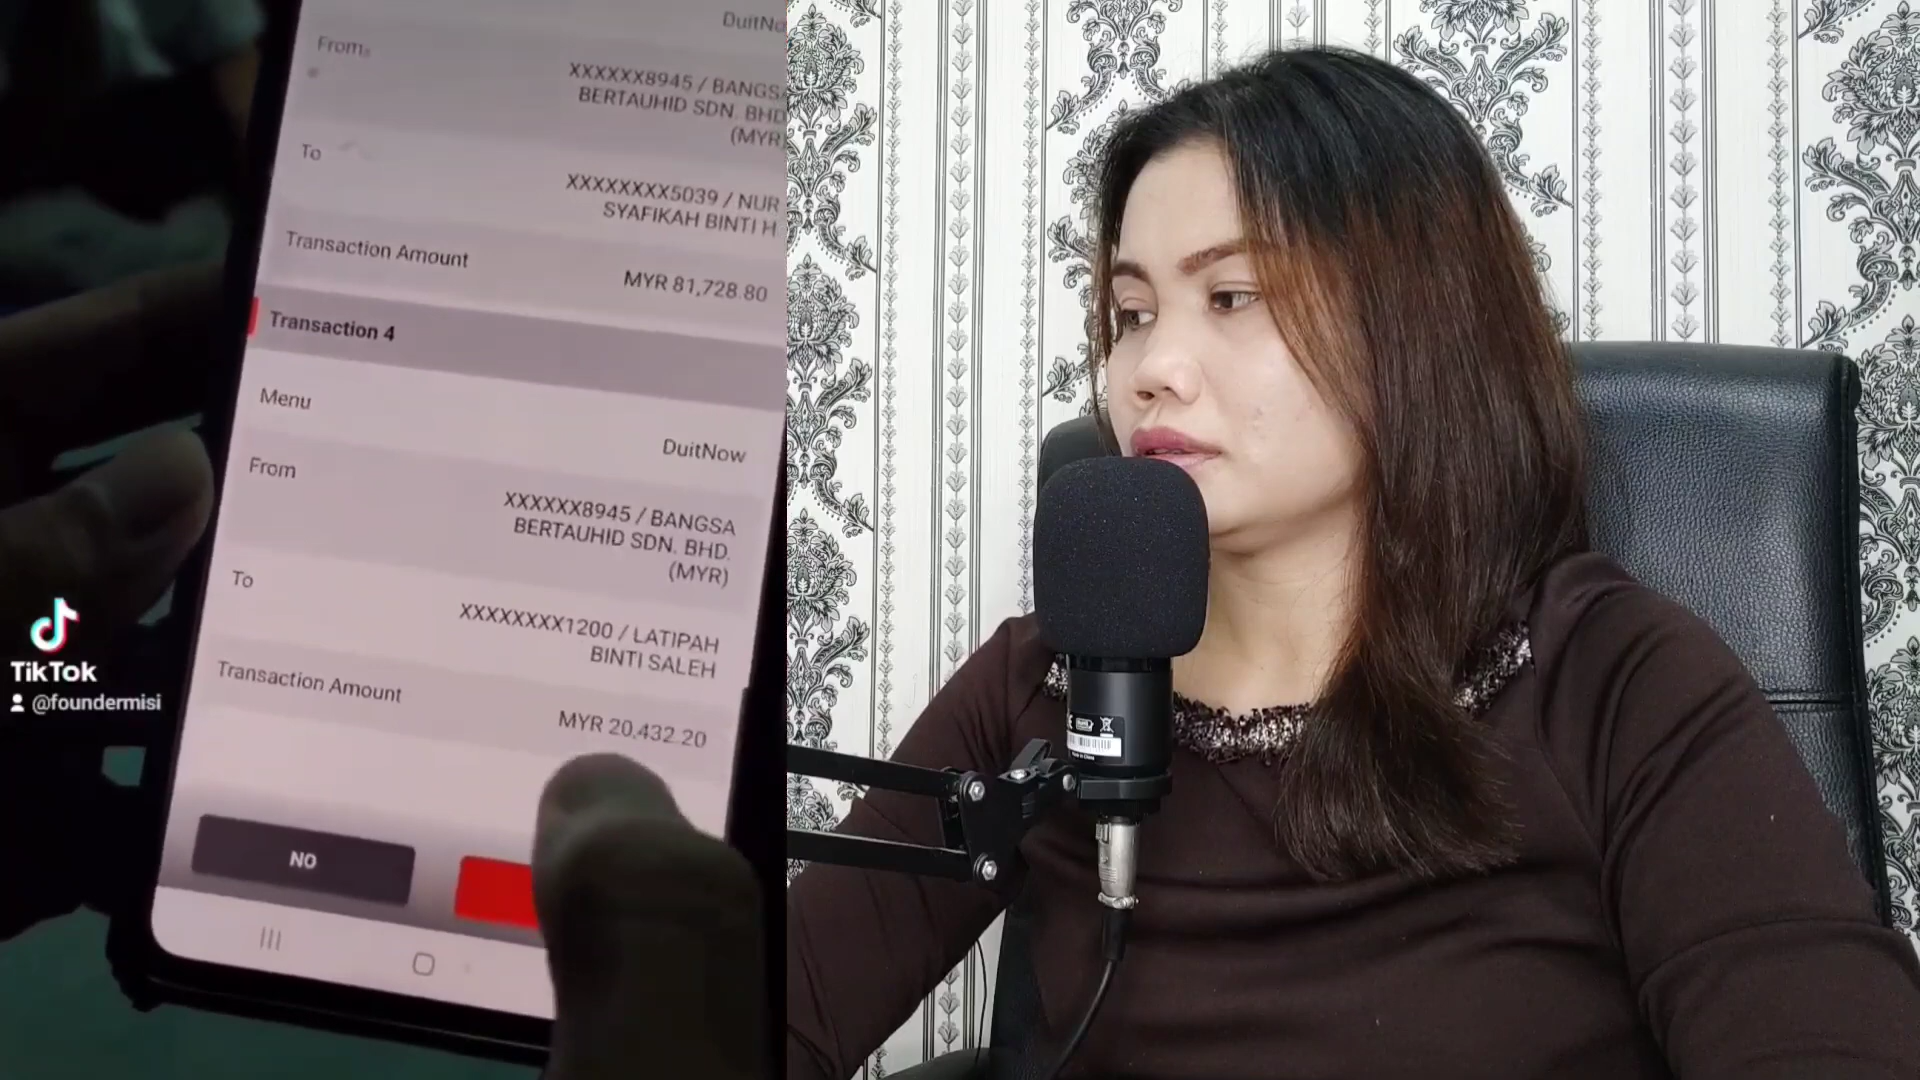 DuitNo
From
XXXXXX8945 / BANGSA
BERTAUHID SDN. BHD
(MYR
To
XXXXXXXX5039 / NUR
SYAFIKAH BINTI H
Transaction Amount
MYR 81,728.80
Transaction 4
Menu
DuitNow
From
XXXXXX8945 / BANGSA
BERTAUHID SDN. BHD.
(MYR)
To
XXXXXXXX1200 / LATIPAH
BINTI SALEH
Transaction Amount
MYR 20,432.20
NO
TikTok
@foundermisi